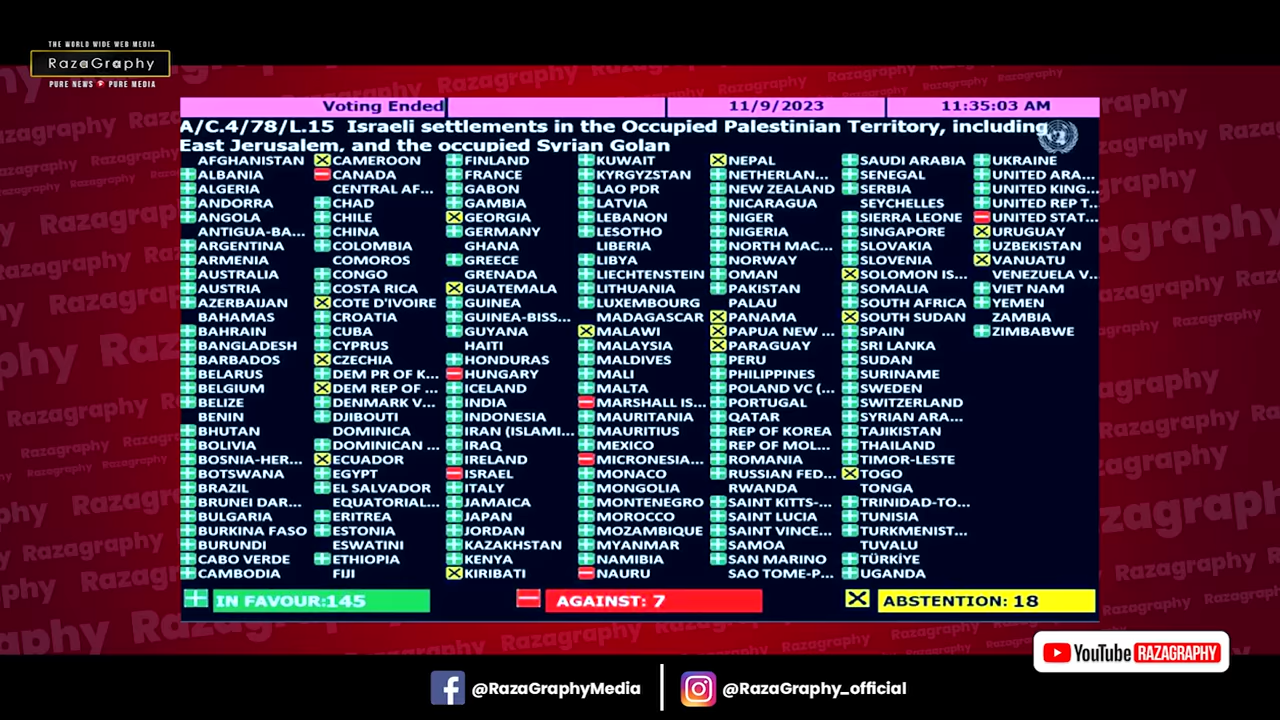 THE WORLD WIDE WEB MEDIA
RazaGraphy
PURE NEWS PURE MEDIA
Voting Ended 11/9/2023 11:35:03 AM
A/C.4/78/L.15 Israeli settlements in the Occupied Palestinian Territory, including
East Jerusalem, and the occupied Syrian Golan
AFGHANISTAN
ALBANIA
ALGERIA
ANDORRA
ANGOLA
ANTIGUA-BA...
ARGENTINA
ARMENIA
AUSTRALIA
AUSTRIA
AZERBAIJAN
BAHAMAS
BAHRAIN
BANGLADESH
BARBADOS
BELARUS
BELGIUM
BELIZE
BENIN
BHUTAN
BOLIVIA
BOSNIA-HER...
BOTSWANA
BRAZIL
BRUNEI DAR...
BULGARIA
BURKINA FASO
BURUNDI
CABO VERDE
CAMBODIA
CAMEROON
CANADA
CENTRAL AF...
CHAD
CHILE
CHINA
COLOMBIA
COMOROS
CONGO
COSTA RICA
COTE D'IVOIRE
CROATIA
CUBA
CYPRUS
CZECHIA
DEM PR OF K...
DEM REP OF ...
DENMARK V...
DJIBOUTI
DOMINICA
DOMINICAN ...
ECUADOR
EGYPT
EL SALVADOR
EQUATORIAL...
ERITREA
ESTONIA
ESWATINI
ETHIOPIA
FIJI
FINLAND
FRANCE
GABON
GAMBIA
GEORGIA
GERMANY
GHANA
GREECE
GRENADA
GUATEMALA
GUINEA
GUINEA-BISS...
GUYANA
HAITI
HONDURAS
HUNGARY
ICELAND
INDIA
INDONESIA
IRAN (ISLAMI...
IRAQ
IRELAND
ISRAEL
ITALY
JAMAICA
JAPAN
JORDAN
KAZAKHSTAN
KENYA
KIRIBATI
KUWAIT
KYRGYZSTAN
LAO PDR
LATVIA
LEBANON
LESOTHO
LIBERIA
LIBYA
LIECHTENSTEIN
LITHUANIA
LUXEMBOURG
MADAGASCAR
MALAWI
MALAYSIA
MALDIVES
MALI
MALTA
MARSHALL IS...
MAURITANIA
MAURITIUS
MEXICO
MICRONESIA...
MONACO
MONGOLIA
MONTENEGRO
MOROCCO
MOZAMBIQUE
MYANMAR
NAMIBIA
NAURU
NEPAL
NETHERLAN...
NEW ZEALAND
NICARAGUA
NIGER
NIGERIA
NORTH MAC...
NORWAY
OMAN
PAKISTAN
PALAU
PANAMA
PAPUA NEW ...
PARAGUAY
PERU
PHILIPPINES
POLAND VC (...
PORTUGAL
QATAR
REP OF KOREA
REP OF MOL...
ROMANIA
RUSSIAN FED...
RWANDA
SAINT KITTS-...
SAINT LUCIA
SAINT VINCE...
SAMOA
SAN MARINO
SAO TOME-P...
SAUDI ARABIA
SENEGAL
SERBIA
SEYCHELLES
SIERRA LEONE
SINGAPORE
SLOVAKIA
SLOVENIA
SOLOMON IS...
SOMALIA
SOUTH AFRICA
SOUTH SUDAN
SPAIN
SRI LANKA
SUDAN
SURINAME
SWEDEN
SWITZERLAND
SYRIAN ARA...
TAJIKISTAN
THAILAND
TIMOR-LESTE
TOGO
TONGA
TRINIDAD-TO...
TUNISIA
TURKMENIST...
TUVALU
TÜRKİYE
UGANDA
UKRAINE
UNITED ARA...
UNITED KING...
UNITED REP T...
UNITED STAT...
URUGUAY
UZBEKISTAN
VANUATU
VENEZUELA V...
VIET NAM
YEMEN
ZAMBIA
ZIMBABWE
IN FAVOUR:145 AGAINST: 7 ABSTENTION: 18
YouTube RAZAGRAPHY
@RazaGraphyMedia @RazaGraphy_official